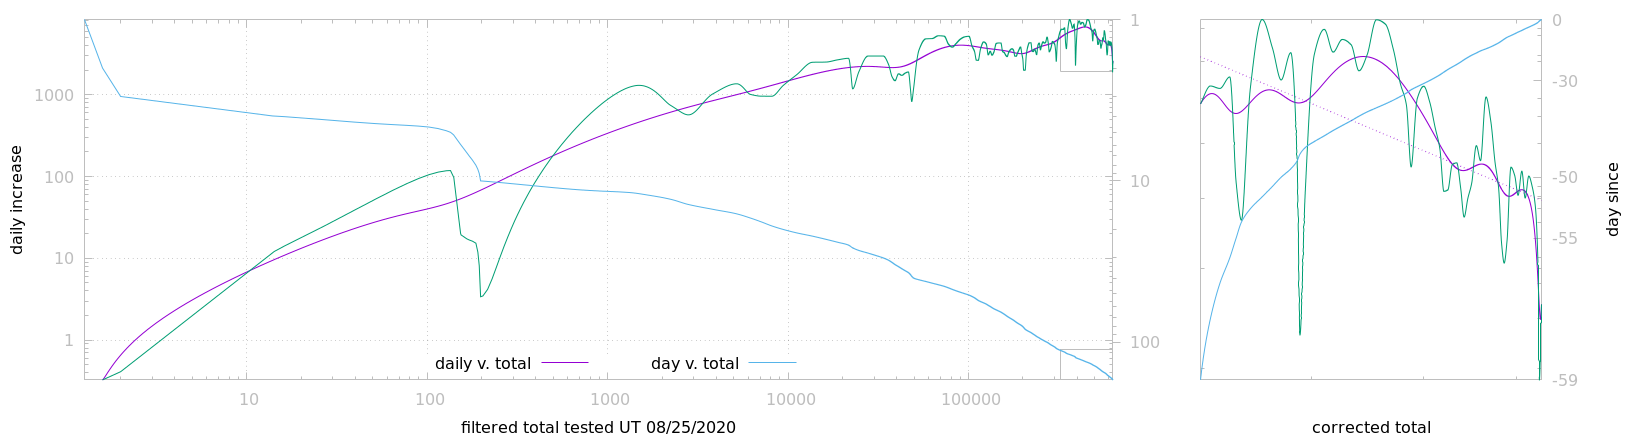 1
0
1000
-30
daily increase
100
10
-50
day since
10
-55
1
daily v. total
day v. total
100
-59
10
100
1000
10000
100000
filtered total tested UT 08/25/2020
corrected total